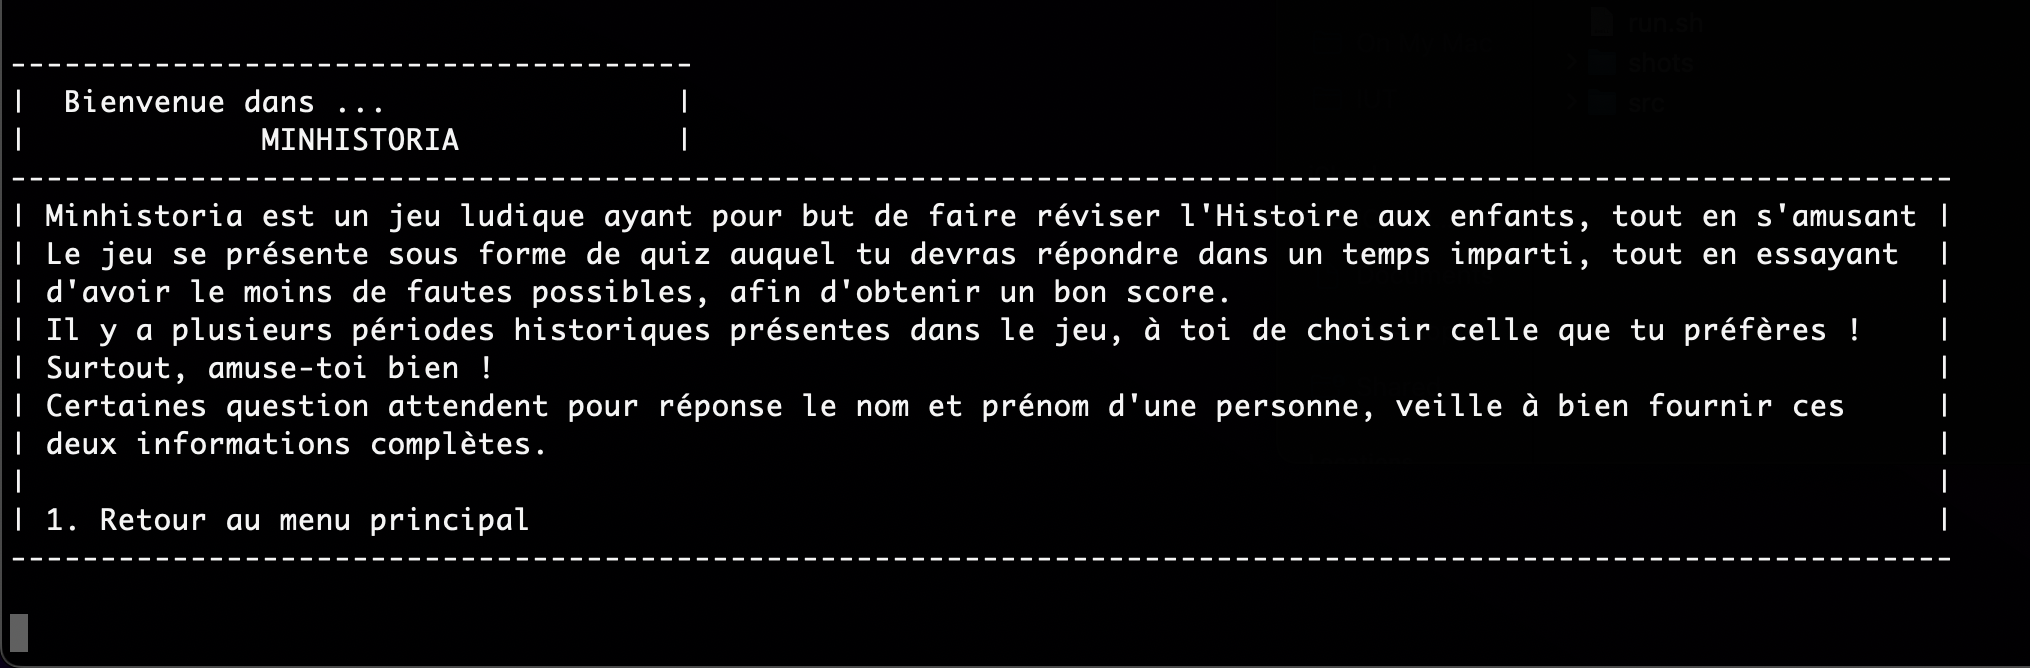 run.sh
shots
src
--------------------------------------
|  Bienvenue dans ...                |
|             MINHISTORIA            |
------------------------------------------------------------------------------------------------------------
| Minhistoria est un jeu ludique ayant pour but de faire réviser l'Histoire aux enfants, tout en s'amusant |
| Le jeu se présente sous forme de quiz auquel tu devras répondre dans un temps imparti, tout en essayant  |
| d'avoir le moins de fautes possibles, afin d'obtenir un bon score.                                       |
| Il y a plusieurs périodes historiques présentes dans le jeu, à toi de choisir celle que tu préfères !    |
| Surtout, amuse-toi bien !                                                                                |
| Certaines question attendent pour réponse le nom et prénom d'une personne, veille à bien fournir ces     |
| deux informations complètes.                                                                             |
|                                                                                                          |
| 1. Retour au menu principal                                                                              |
------------------------------------------------------------------------------------------------------------